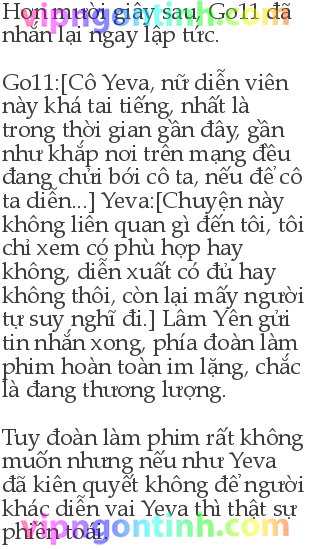 Hơn mười giây sau, Go11 đã
nhắn lại ngay lập tức.
Go11:[Cô Yeva, nữ diễn viên
này khá tai tiếng, nhất là
trong thời gian gần đây, gần
như khắp nơi trên mạng đều
đang chửi bói cô ta, nếu để cô
ta diễn...] Yeva:[Chuyện này
không liên quan gì đến tôi, tôi
chỉ xem có phù hợp hay
không, diễn xuất có đủ hay
không thôi, còn lại mấy người
tự suy nghĩ đi.] Lâm Yên gửi
tin nhắn xong, phía đoàn làm
phim hoàn toàn im lặng, chắc
là đang thương lượng.
Tuy đoàn làm phim rất không
muốn nhưng nếu như Yeva
đã kiên quyết không để người
khác diễn vai Yeva thì thật sự
phiền toái.
vipngontinh.com
vipngontinh.com